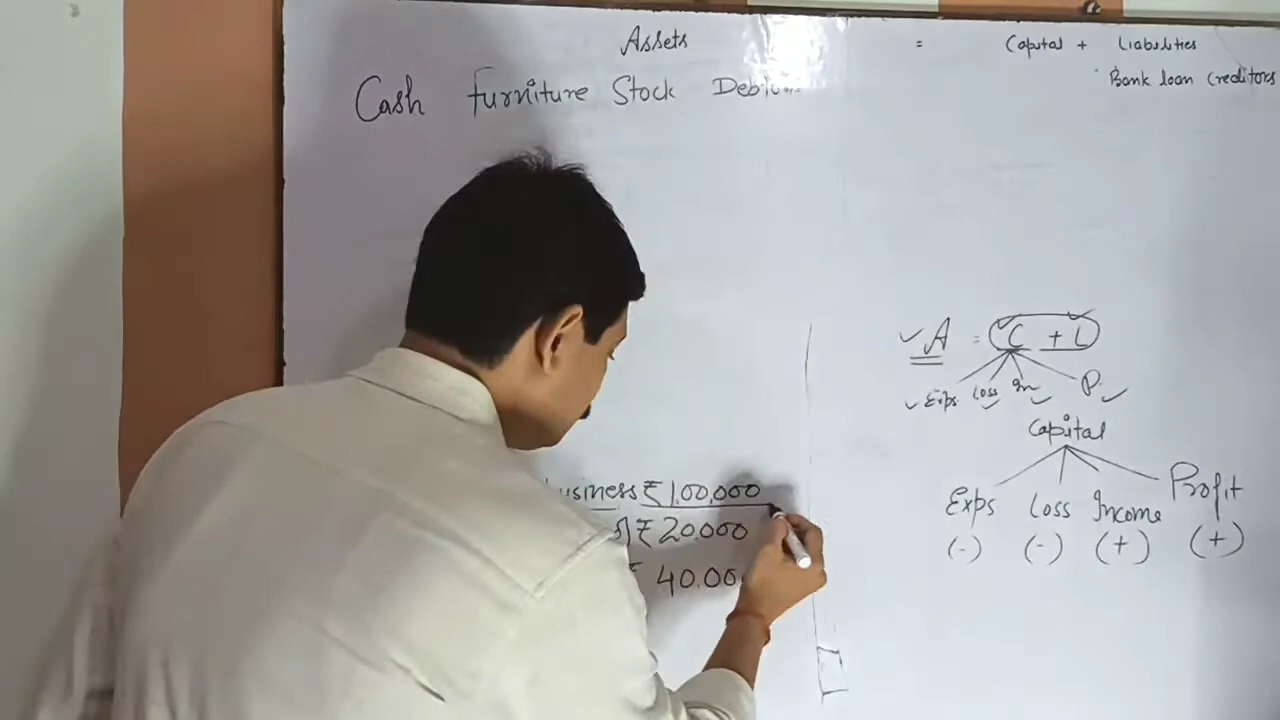 Assets = Capital + Liabilities
Cash Furniture Stock Bank loan Creditors
business ₹ 1,00,000
₹ 20,000
40,00
A = C + L
Exps Loss In P.
Capital
Exps Loss Income Profit
(-) (-) (+) (+)